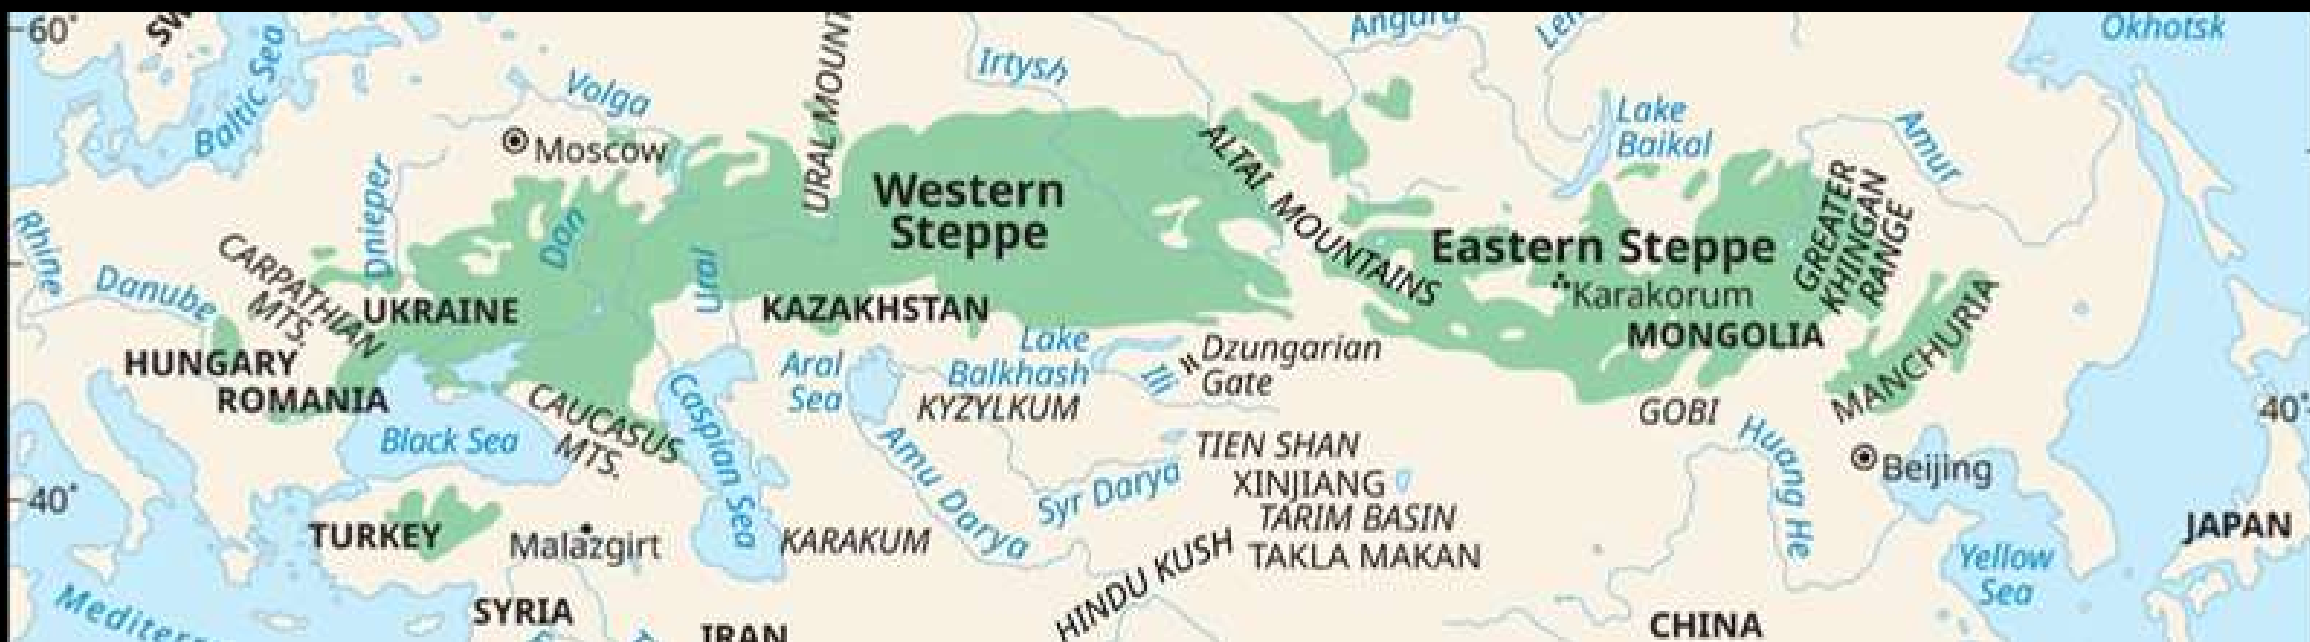 60°
SW
Baltic Sea
Volga
Moscow
URAL MOUNT
Irtysh
Angara
Len
Okhotsk
Lake
Baikal
Amur
Rhine
Danube
CARPATHIAN
MTS.
Dnieper
Don
Ural
Western
Steppe
ALTAI MOUNTAINS
Eastern Steppe
Karakorum
MONGOLIA
GREATER
KHINGAN
RANGE
MANCHURIA
UKRAINE
KAZAKHSTAN
HUNGARY
ROMANIA
CAUCASUS
MTS.
Black Sea
Caspian Sea
Aral
Sea
Lake
Balkhash
Ili
Dzungarian
Gate
KYZYLKUM
GOBI
40°
40°
Huang He
Beijing
Amu Darya
Syr Darya
TIEN SHAN
XINJIANG
TARIM BASIN
TAKLA MAKAN
TURKEY
Malazgirt
KARAKUM
HINDU KUSH
JAPAN
Yellow
Sea
Mediter
SYRIA
IRAN
CHINA